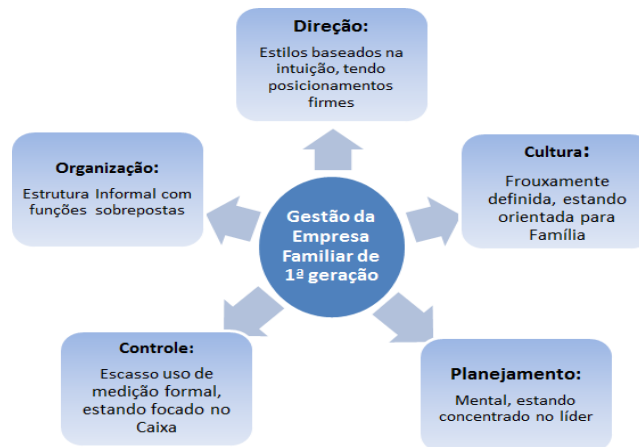 Direção:
Estilos baseados na
intuição, tendo
posicionamentos
firmes
Organização:
Estrutura Informal com
funções sobrepostas
Cultura:
Frouxamente
definida, estando
orientada para
Família
Gestão da
Empresa
Familiar de
1ª geração
Controle:
Escasso uso de
medição formal,
estando focado no
Caixa
Planejamento:
Mental, estando
concentrado no líder